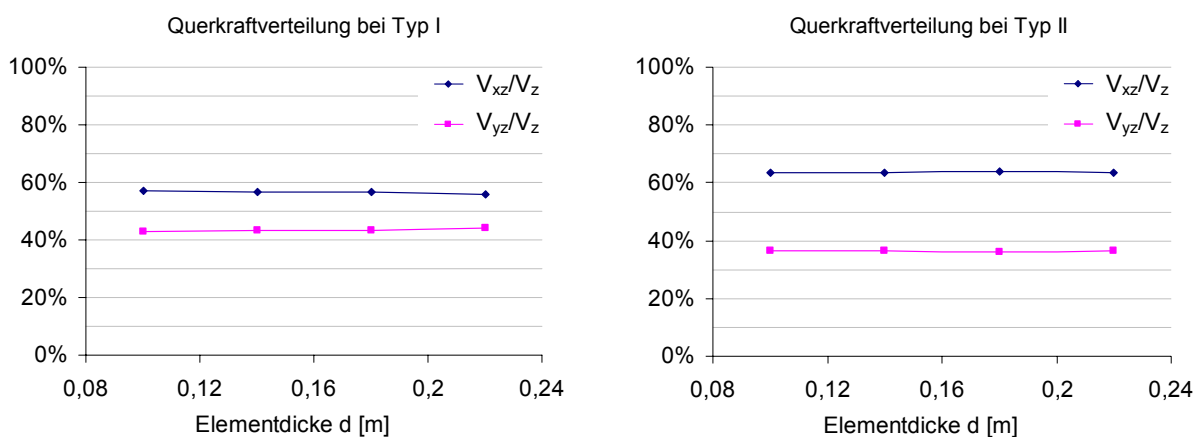 Querkraftverteilung bei Typ I
100%
80%
60%
40%
20%
0%
V_xz/V_z
V_yz/V_z
0,08 0,12 0,16 0,2 0,24
Elementdicke d [m]
Querkraftverteilung bei Typ II
100%
80%
60%
40%
20%
0%
V_xz/V_z
V_yz/V_z
0,08 0,12 0,16 0,2 0,24
Elementdicke d [m]